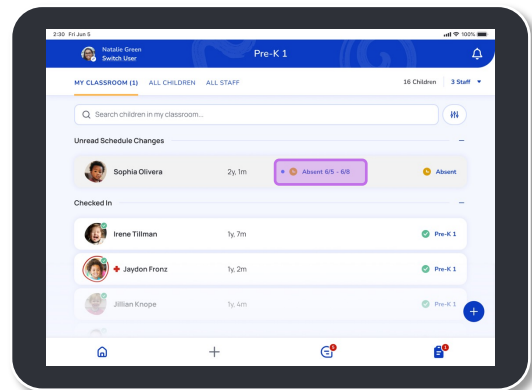 2:30 Fri Jun 5
100%
Natalie Green
Switch User
Pre-K 1
MY CLASSROOM (1) ALL CHILDREN ALL STAFF
16 Children 3 Staff
Search children in my classroom...
Unread Schedule Changes
Sophia Olivera 2y, 1m Absent 6/5 - 6/8 Absent
Checked In
Irene Tillman 1y, 7m Pre-K 1
Jaydon Fronz 1y, 2m Pre-K 1
Jillian Knope 1y, 4m Pre-K 1